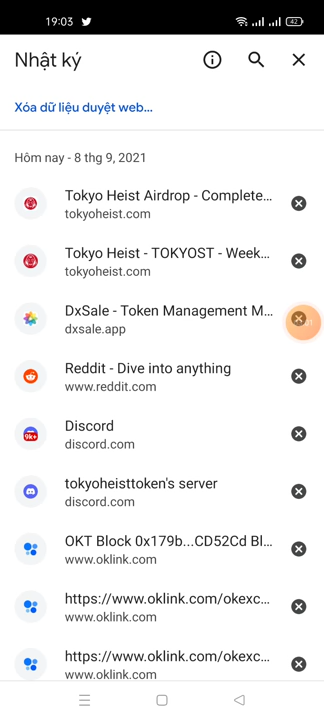 19:03
42
Nhật ký
Xóa dữ liệu duyệt web...
Hôm nay - 8 thg 9, 2021
Tokyo Heist Airdrop - Complete...
tokyoheist.com
Tokyo Heist - TOKYOST - Week...
tokyoheist.com
DxSale - Token Management M...
dxsale.app
Reddit - Dive into anything
www.reddit.com
9k+
Discord
discord.com
tokyoheisttoken's server
discord.com
OKT Block 0x179b...CD52Cd Bl...
www.oklink.com
https://www.oklink.com/okexc...
www.oklink.com
https://www.oklink.com/okexc...
www.oklink.com